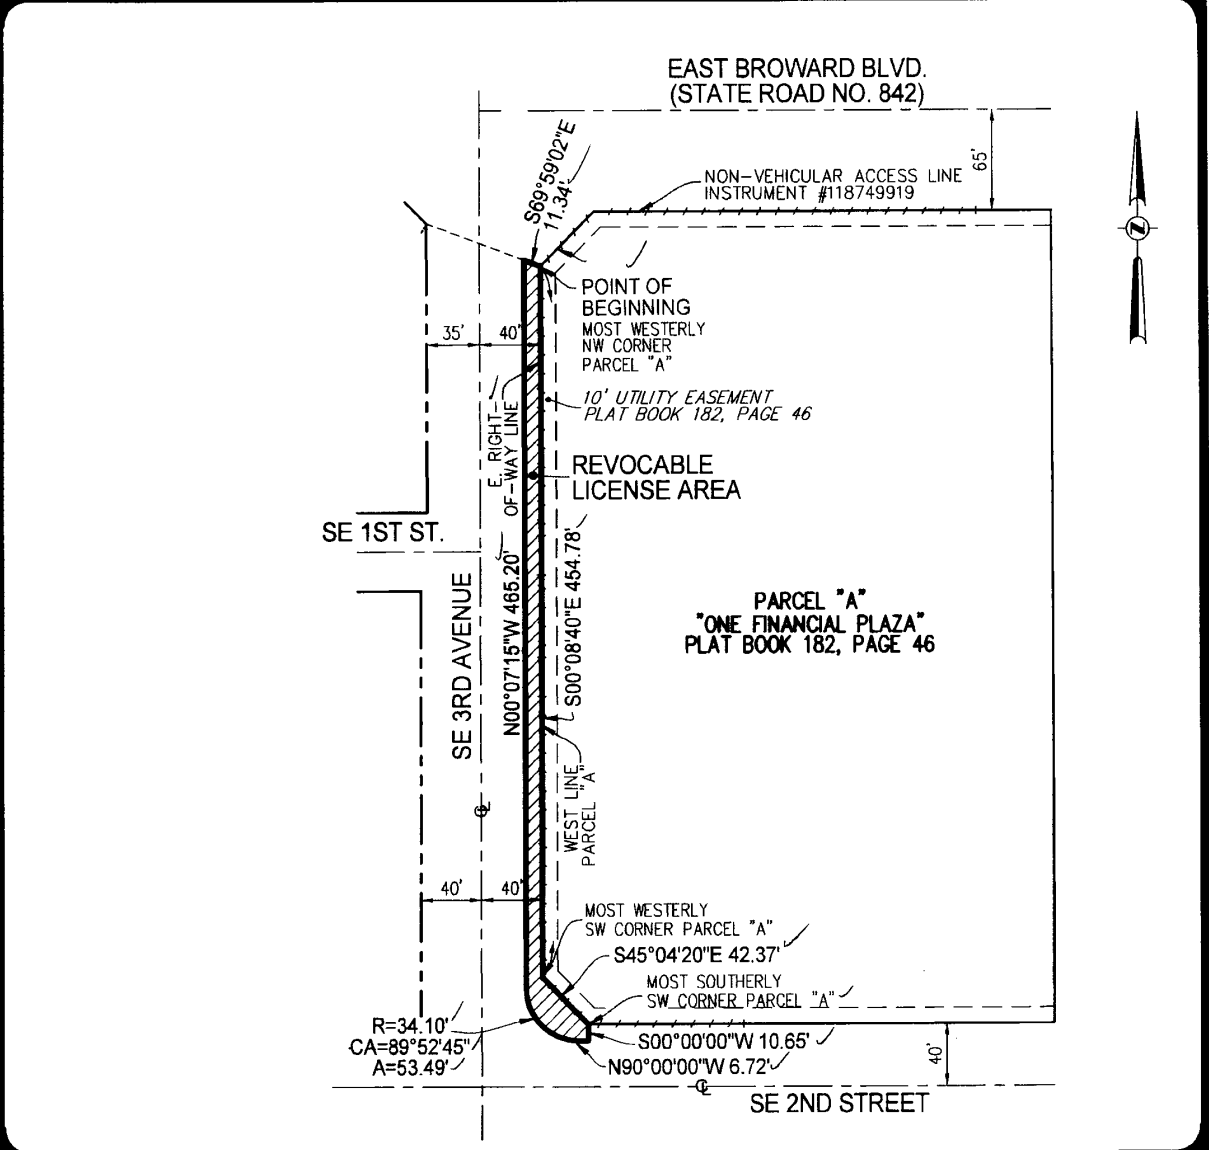 EAST BROWARD BLVD.
(STATE ROAD NO. 842)
65'
NON-VEHICULAR ACCESS LINE
INSTRUMENT #118749919
S69°59'02"E
11.34'
Z
POINT OF
BEGINNING
MOST WESTERLY
NW CORNER
PARCEL "A"
35'
40'
10' UTILITY EASEMENT
PLAT BOOK 182, PAGE 46
E. RIGHT-
OF-WAY LINE
REVOCABLE
LICENSE AREA
SE 1ST ST.
N00°07'15"W 465.20'
S00°08'40"E 454.78'
SE 3RD AVENUE
PARCEL "A"
"ONE FINANCIAL PLAZA"
PLAT BOOK 182, PAGE 46
WEST LINE
PARCEL "A"
CL
40'
40'
MOST WESTERLY
SW CORNER PARCEL "A"
S45°04'20"E 42.37'
MOST SOUTHERLY
SW CORNER PARCEL "A"
R=34.10'
CA=89°52'45"
A=53.49'
S00°00'00"W 10.65'
N90°00'00"W 6.72'
40'
CL
SE 2ND STREET